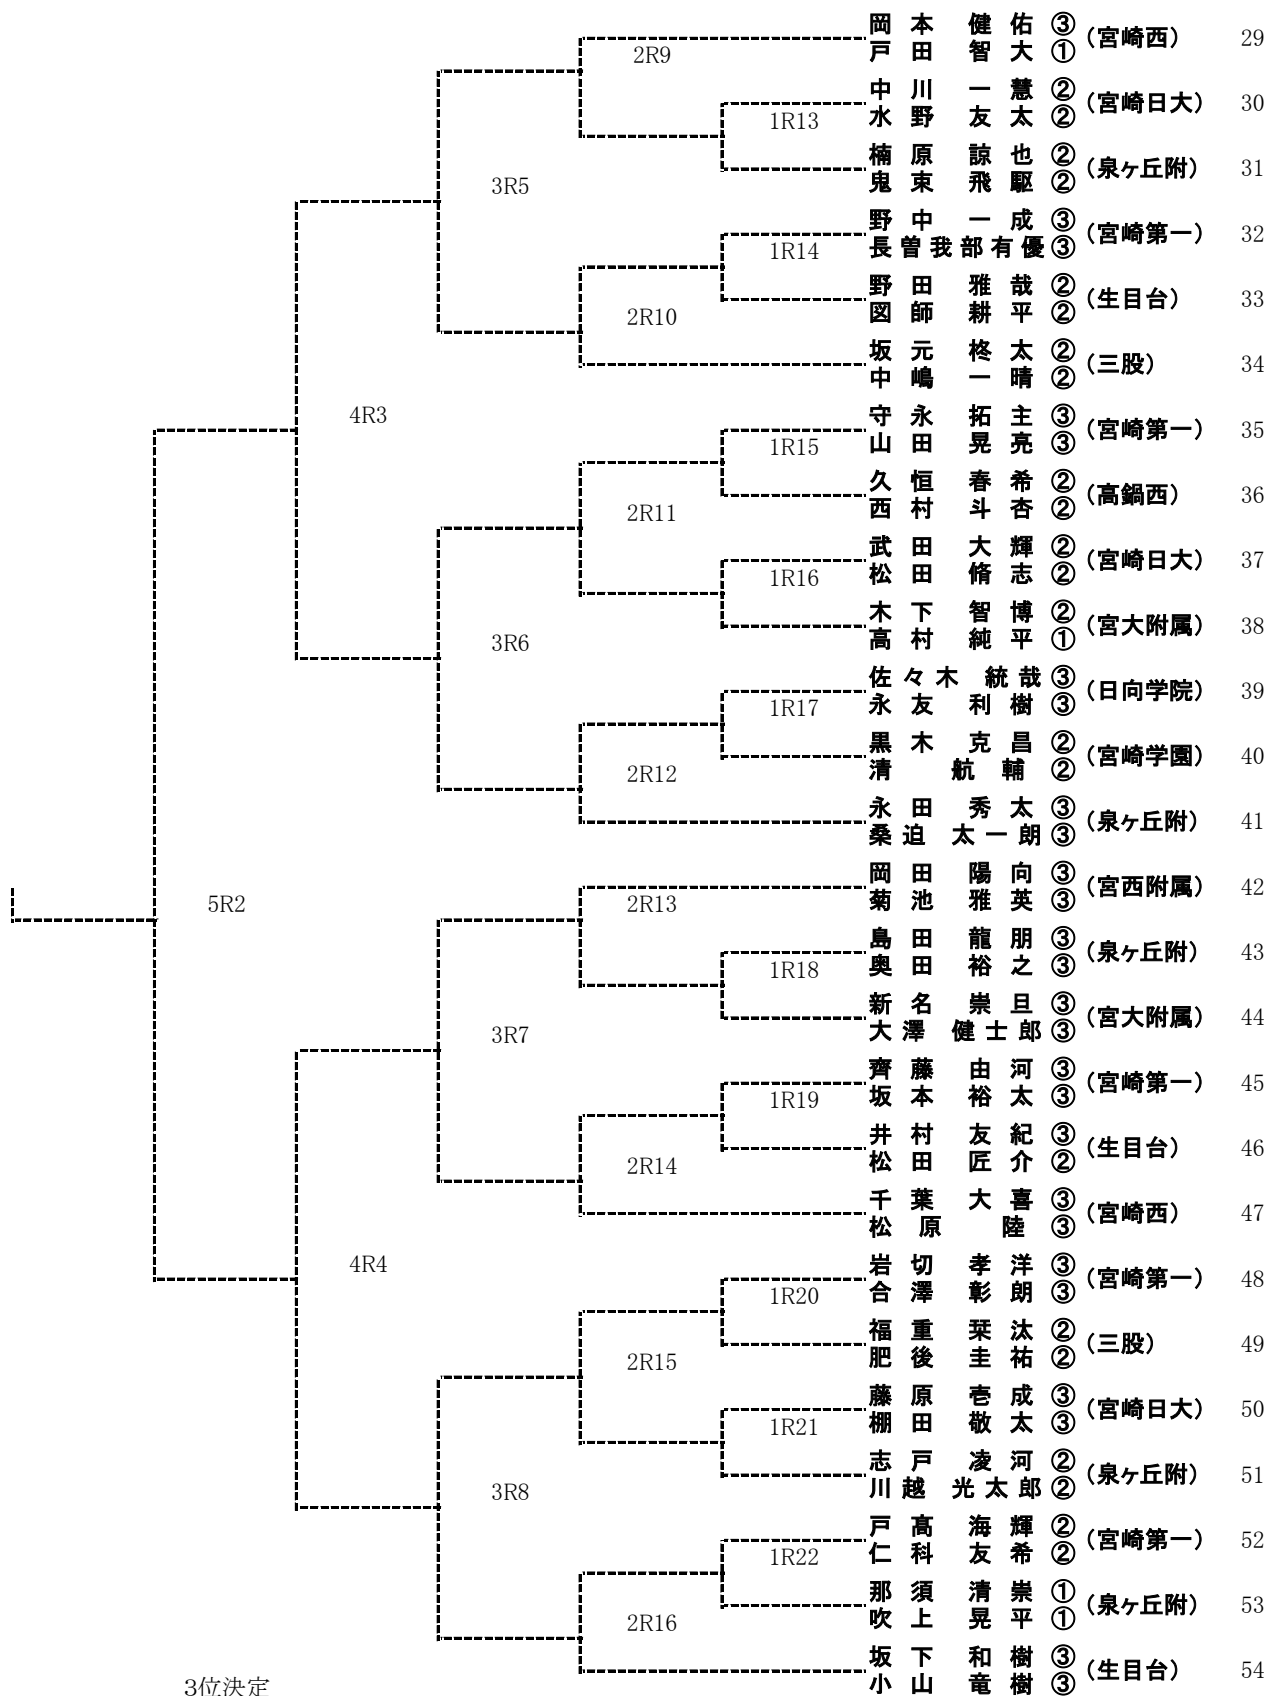 岡本 健佑 ③ (宮崎西) 29
戸田 智大 ①
2R9
中川 一慧 ② (宮崎日大) 30
水野 友太 ②
1R13
楠原 諒也 ② (泉ヶ丘附) 31
鬼束 飛駆 ②
3R5
野中 一成 ③ (宮崎第一) 32
長曽我部有優 ③
1R14
野田 雅哉 ② (生目台) 33
図師 耕平 ②
2R10
坂元 柊太 ② (三股) 34
中嶋 一晴 ②
4R3
守永 拓主 ③ (宮崎第一) 35
山田 晃亮 ③
1R15
久恒 春希 ② (高鍋西) 36
西村 斗杏 ②
2R11
武田 大輝 ② (宮崎日大) 37
松田 脩志 ②
1R16
木下 智博 ② (宮大附属) 38
高村 純平 ①
3R6
佐々木 統哉 ③ (日向学院) 39
永友 利樹 ③
1R17
黒木 克昌 ② (宮崎学園) 40
清 航輔 ②
2R12
永田 秀太 ③ (泉ヶ丘附) 41
桑迫 太一朗 ③
岡田 陽向 ③ (宮西附属) 42
菊池 雅英 ③
5R2
2R13
島田 龍朋 ③ (泉ヶ丘附) 43
奥田 裕之 ③
1R18
新名 崇旦 ③ (宮大附属) 44
大澤 健士郎 ③
3R7
齊藤 由河 ③ (宮崎第一) 45
坂本 裕太 ③
1R19
井村 友紀 ③ (生目台) 46
松田 匠介 ②
2R14
千葉 大喜 ③ (宮崎西) 47
松原 陸 ③
4R4
岩切 孝洋 ③ (宮崎第一) 48
合澤 彰朗 ③
1R20
福重 栞汰 ② (三股) 49
肥後 圭祐 ②
2R15
藤原 壱成 ③ (宮崎日大) 50
棚田 敬太 ③
1R21
志戸 凌河 ② (泉ヶ丘附) 51
川越 光太郎 ②
3R8
戸髙 海輝 ② (宮崎第一) 52
仁科 友希 ②
1R22
那須 清崇 ① (泉ヶ丘附) 53
吹上 晃平 ①
2R16
坂下 和樹 ③ (生目台) 54
小山 竜樹 ③
3位決定